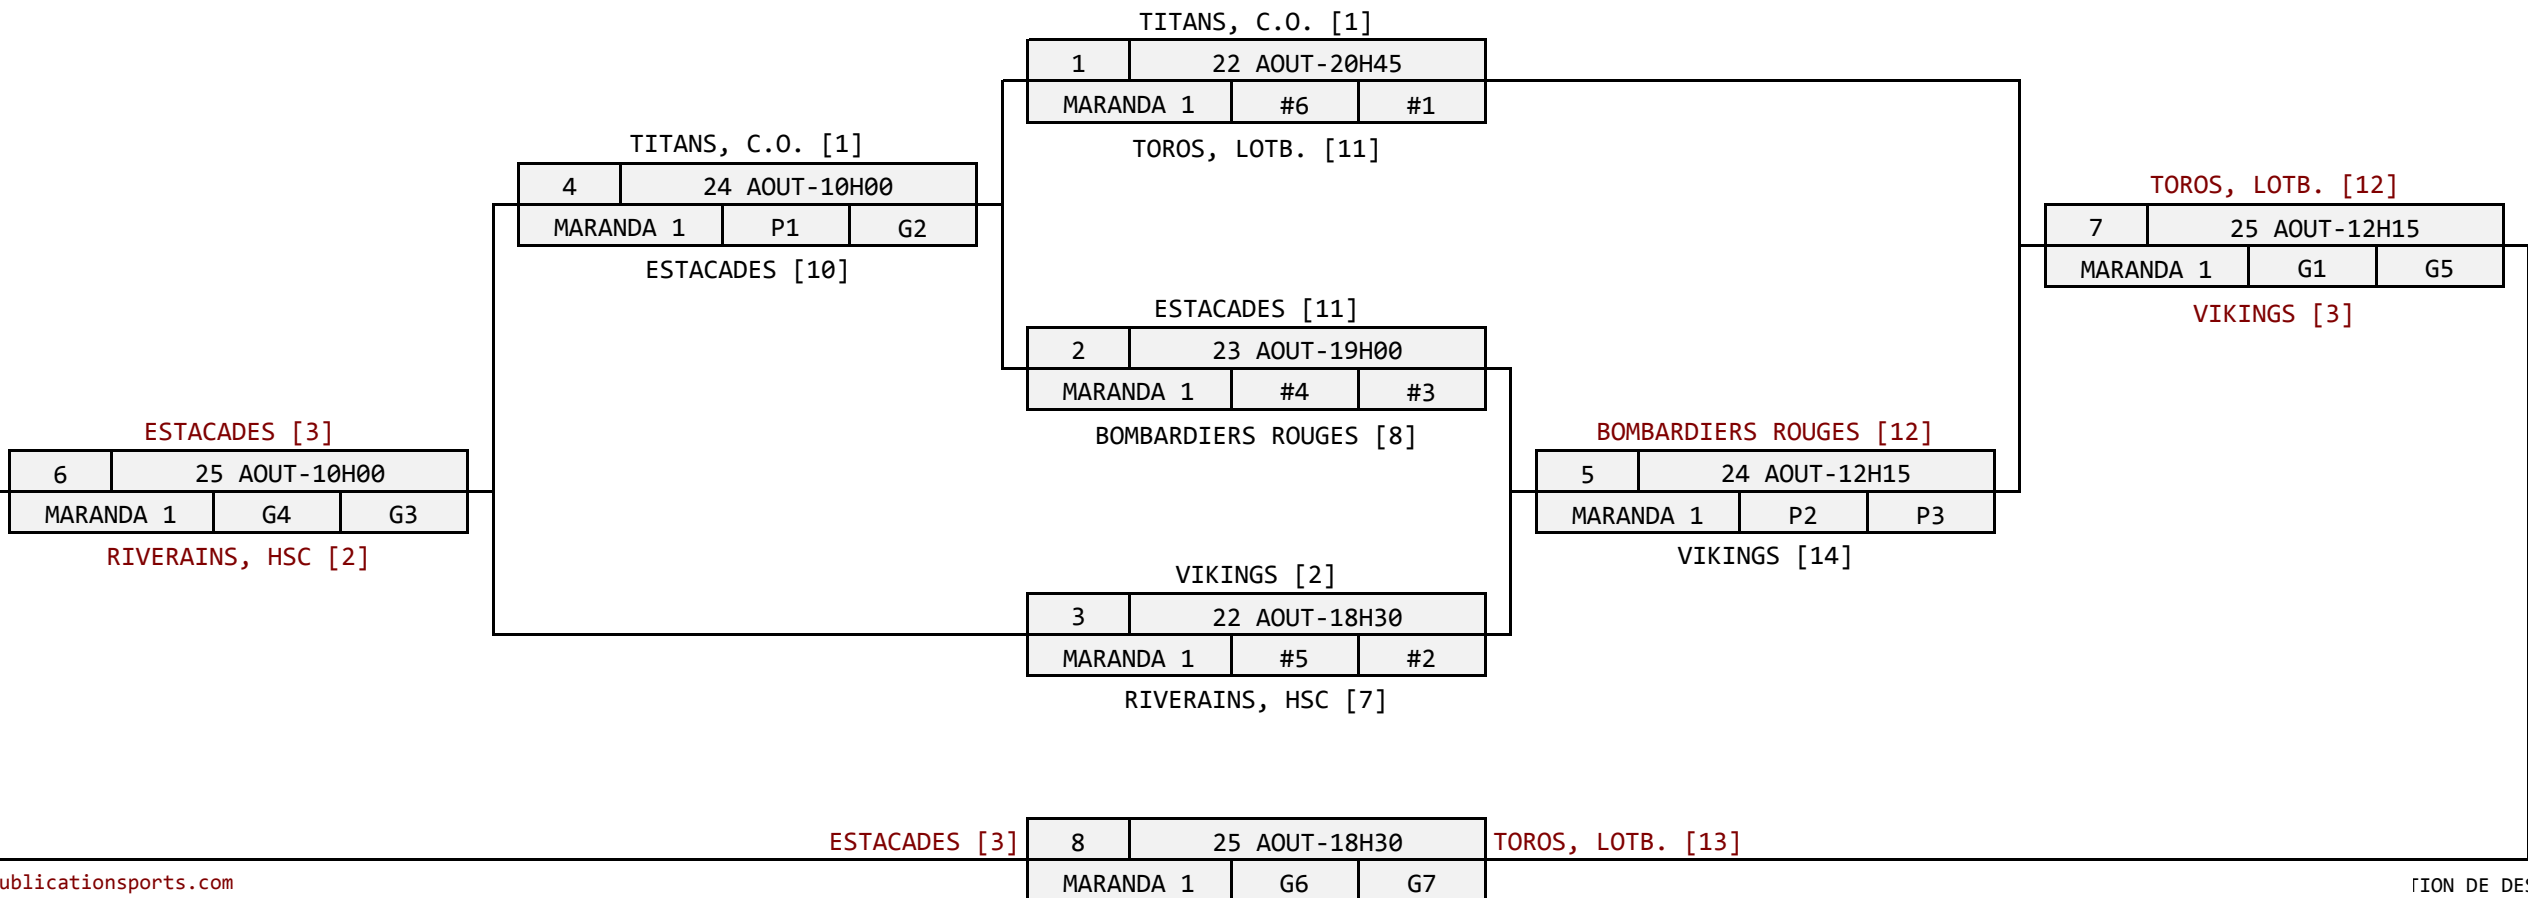 TITANS, C.O. [1]
1 22 AOUT-20H45
MARANDA 1 #6 #1
TOROS, LOTB. [11]
TITANS, C.O. [1]
4 24 AOUT-10H00
MARANDA 1 P1 G2
ESTACADES [10]
TOROS, LOTB. [12]
7 25 AOUT-12H15
MARANDA 1 G1 G5
VIKINGS [3]
ESTACADES [11]
2 23 AOUT-19H00
MARANDA 1 #4 #3
BOMBARDIERS ROUGES [8]
ESTACADES [3]
6 25 AOUT-10H00
MARANDA 1 G4 G3
RIVERAINS, HSC [2]
BOMBARDIERS ROUGES [12]
5 24 AOUT-12H15
MARANDA 1 P2 P3
VIKINGS [14]
VIKINGS [2]
3 22 AOUT-18H30
MARANDA 1 #5 #2
RIVERAINS, HSC [7]
ESTACADES [3] 8 25 AOUT-18H30 TOROS, LOTB. [13]
MARANDA 1 G6 G7
ublicationsports.com
TION DE DES